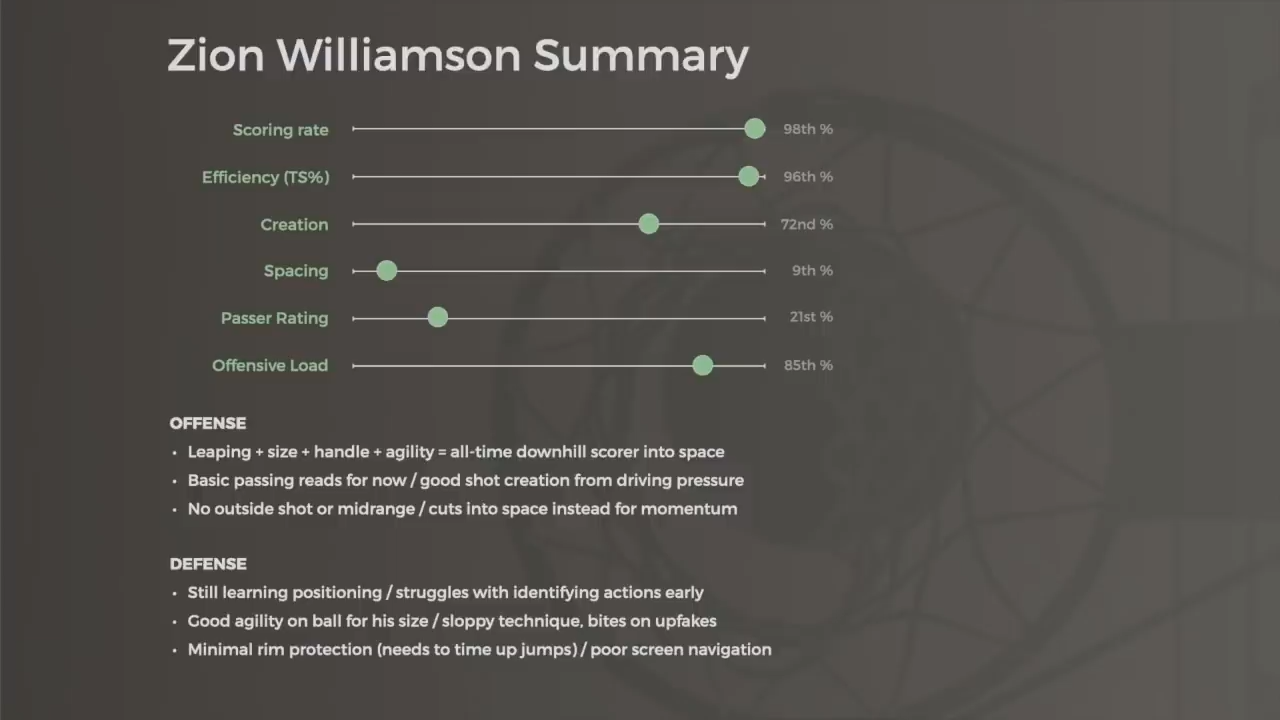 Zion Williamson Summary
Scoring rate 98th %
Efficiency (TS%) 96th %
Creation 72nd %
Spacing 9th %
Passer Rating 21st %
Offensive Load 85th %
OFFENSE
• Leaping + size + handle + agility = all-time downhill scorer into space
• Basic passing reads for now / good shot creation from driving pressure
• No outside shot or midrange / cuts into space instead for momentum
DEFENSE
• Still learning positioning / struggles with identifying actions early
• Good agility on ball for his size / sloppy technique, bites on upfakes
• Minimal rim protection (needs to time up jumps) / poor screen navigation